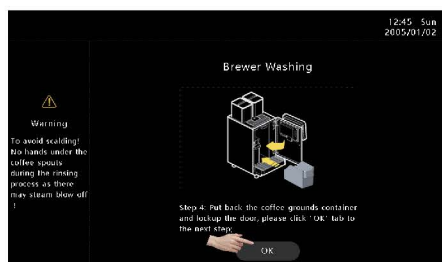 12:45 Sun
2005/01/02
Brewer Washing
Warning
To avoid scalding!
No hands under the
coffee spouts
during the rinsing
process as there
may steam blow off
!
Step 4: Put back the coffee grounds container
and lockup the door, please click "OK" tab to
the next step;
OK